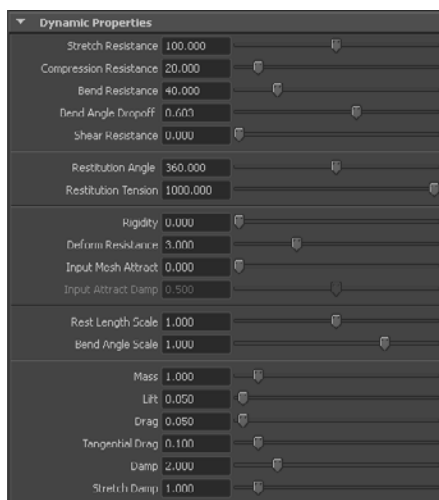 Dynamic Properties
Stretch Resistance 100.000
Compression Resistance 20.000
Bend Resistance 40.000
Bend Angle Dropoff 0.603
Shear Resistance 0.000
Restitution Angle 360.000
Restitution Tension 1000.000
Rigidity 0.000
Deform Resistance 3.000
Input Mesh Attract 0.000
Input Attract Damp 0.500
Rest Length Scale 1.000
Bend Angle Scale 1.000
Mass 1.000
Lift 0.050
Drag 0.050
Tangential Drag 0.100
Damp 2.000
Stretch Damp 1.000